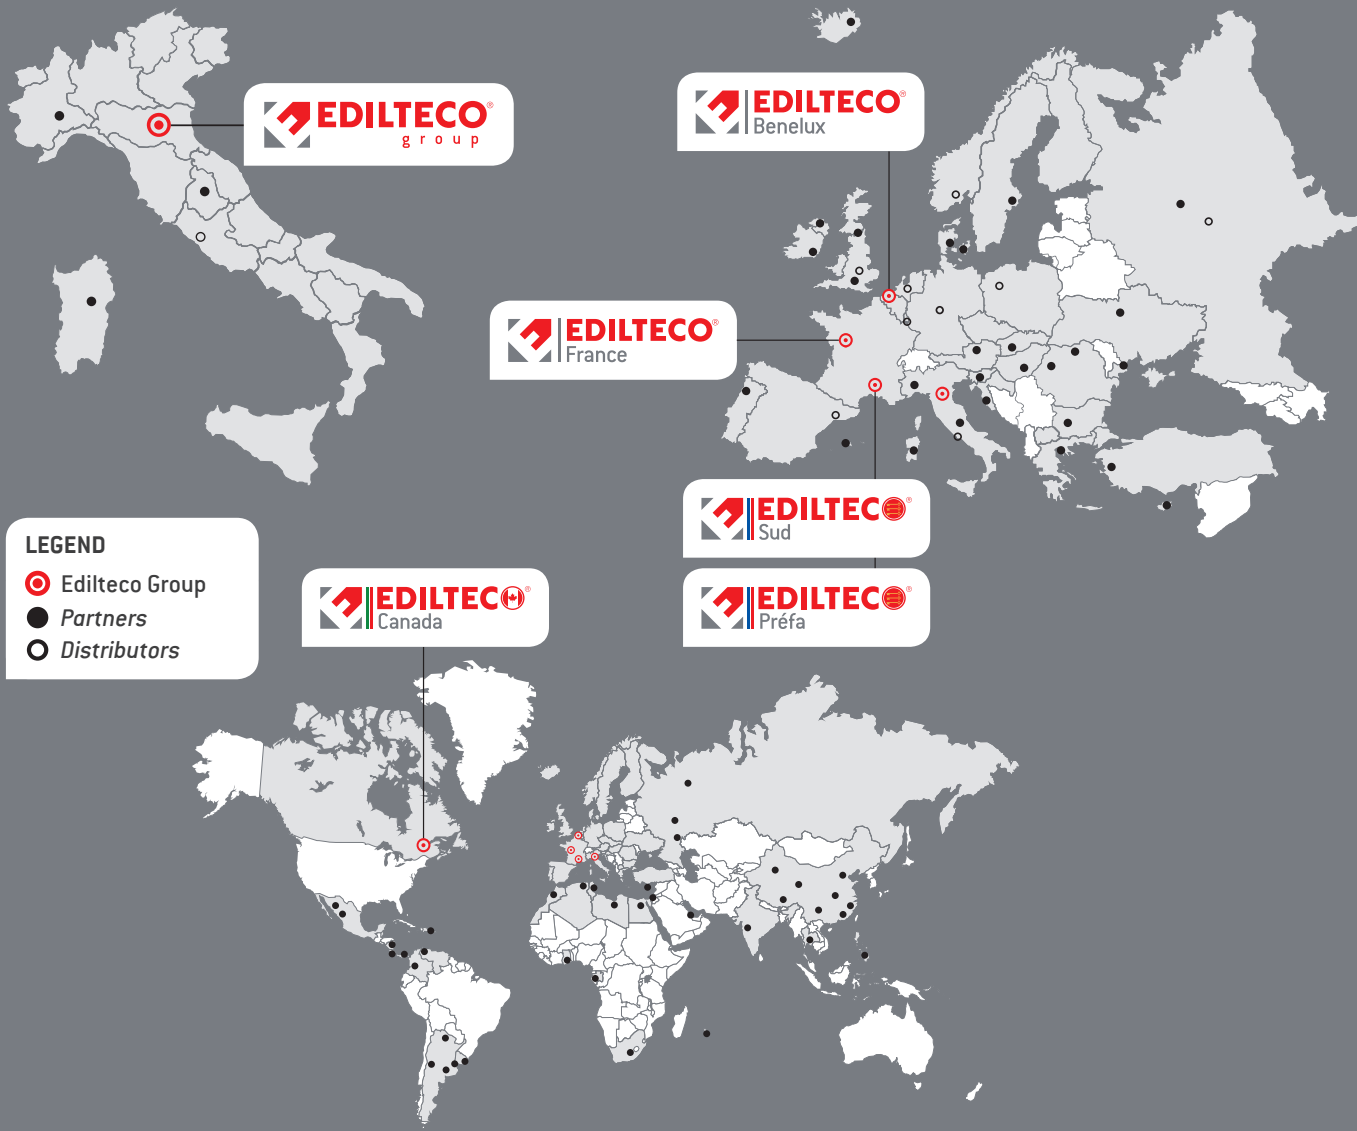 EDILTECO®
group
EDILTECO®
Benelux
EDILTECO®
France
EDILTECO®
Sud
EDILTECO®
Préfa
LEGEND
Edilteco Group
Partners
Distributors
EDILTECO®
Canada